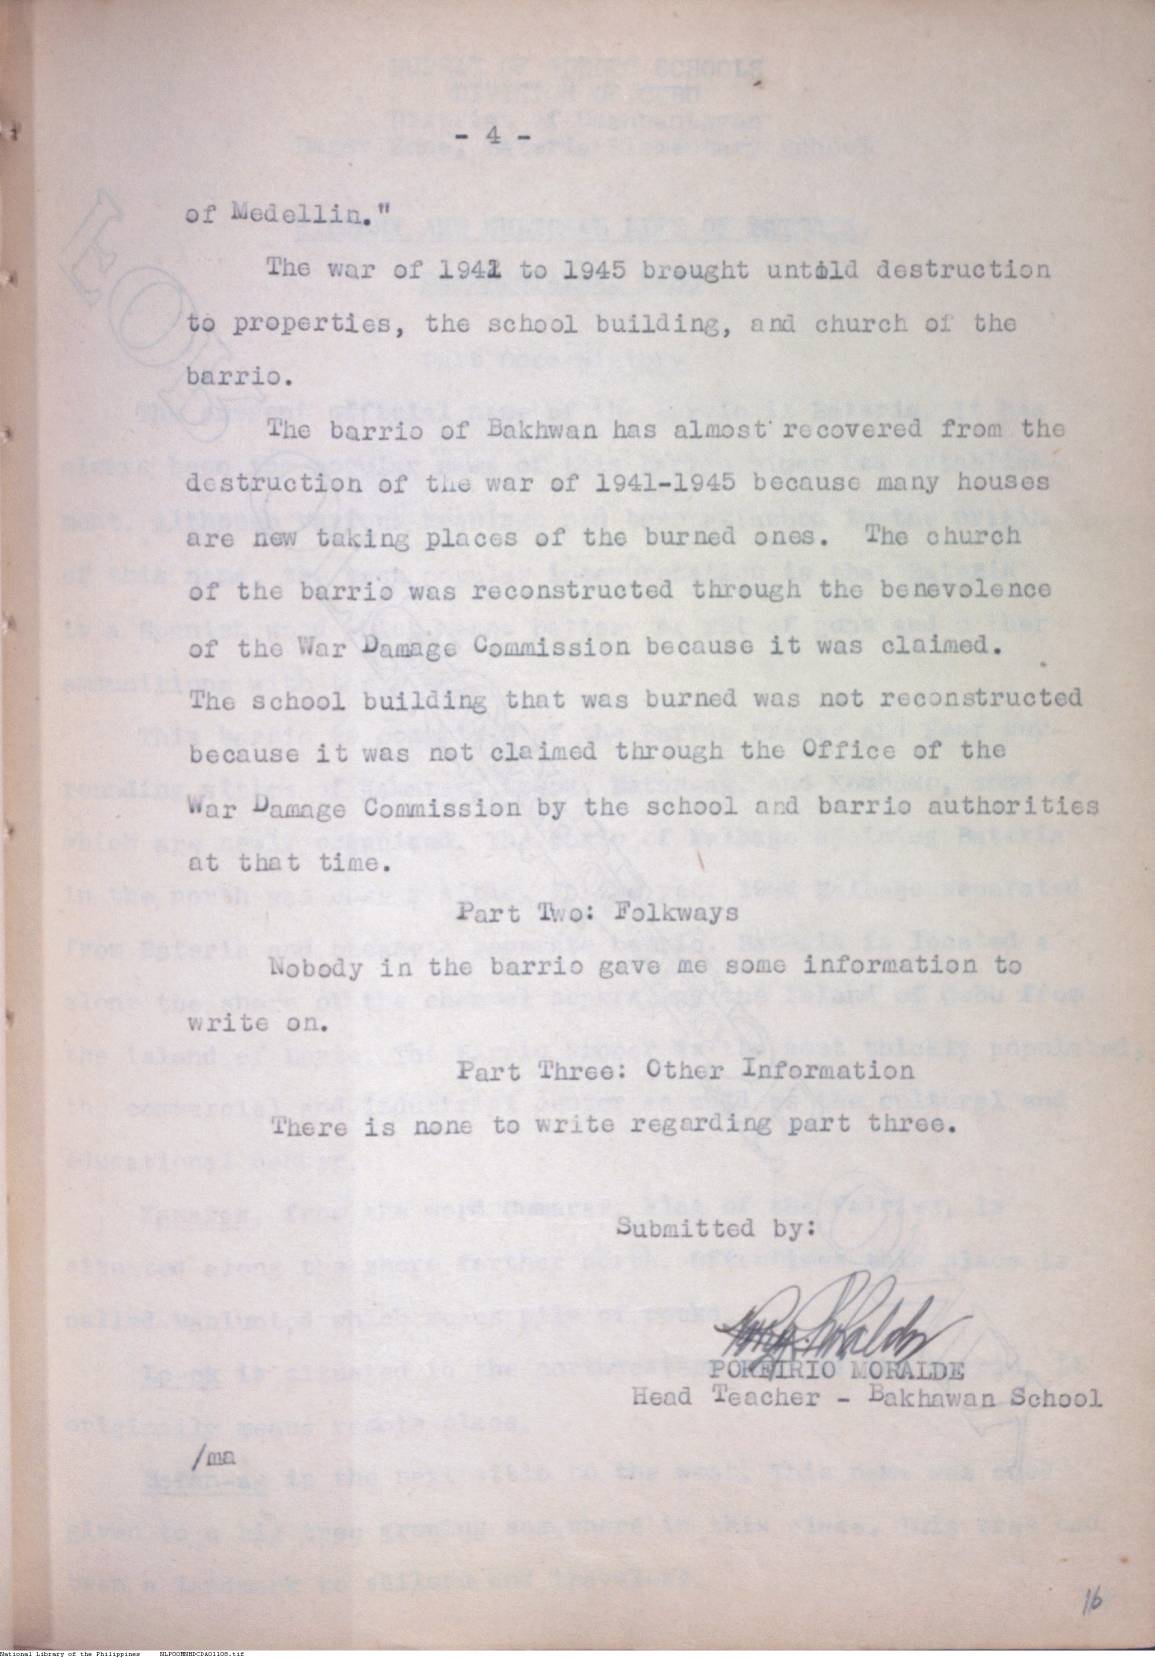 - 4 -
of Medellin."
The war of 1941 to 1945 brought untold destruction
to properties, the school building, and church of the
barrio.
The barrio of Bakhwan has almost recovered from the
destruction of the war of 1941-1945 because many houses
are new taking places of the burned ones. The church
of the barrio was reconstructed through the benevolence
of the War Damage Commission because it was claimed.
The school building that was burned was not reconstructed
because it was not claimed through the Office of the
War Damage Commission by the school and barrio authorities
at that time.
Part Two: Folkways
Nobody in the barrio gave me some information to
write on.
Part Three: Other Information
There is none to write regarding part three.
Submitted by:
PORFIRIO MORALDE
Head Teacher - Bakhawan School
/ma
16
National Library of the Philippines NLPOOMNHDCDA01108.tif